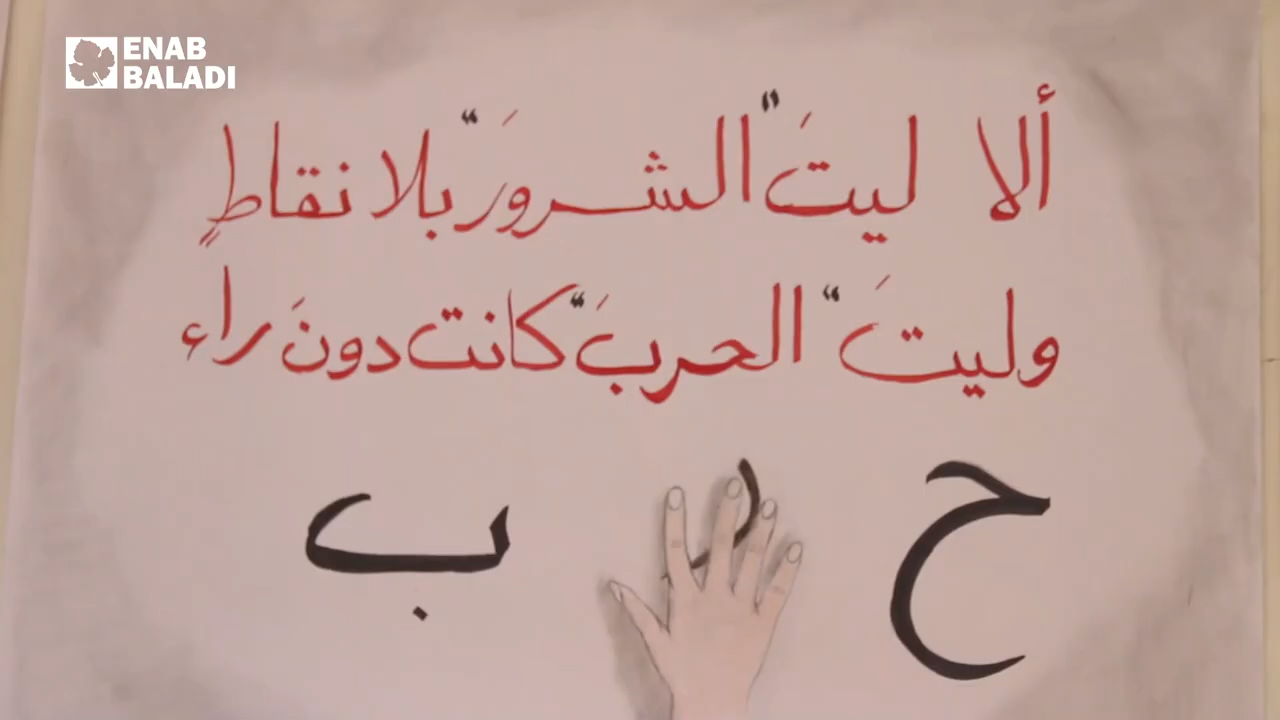 ENAB
BALADI
ألا ليتَ "الشرورَ" بلا نقاطٍ
وليتَ "الحربَ" كانت دونَ راء
ح ر ب